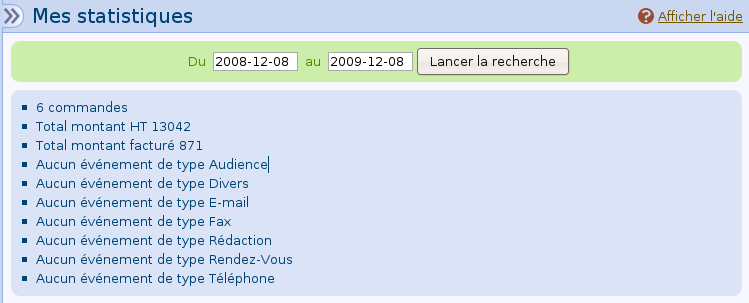 Mes statistiques
Afficher l'aide
Du 2008-12-08 au 2009-12-08 Lancer la recherche
6 commandes
Total montant HT 13042
Total montant facturé 871
Aucun événement de type Audience
Aucun événement de type Divers
Aucun événement de type E-mail
Aucun événement de type Fax
Aucun événement de type Rédaction
Aucun événement de type Rendez-Vous
Aucun événement de type Téléphone